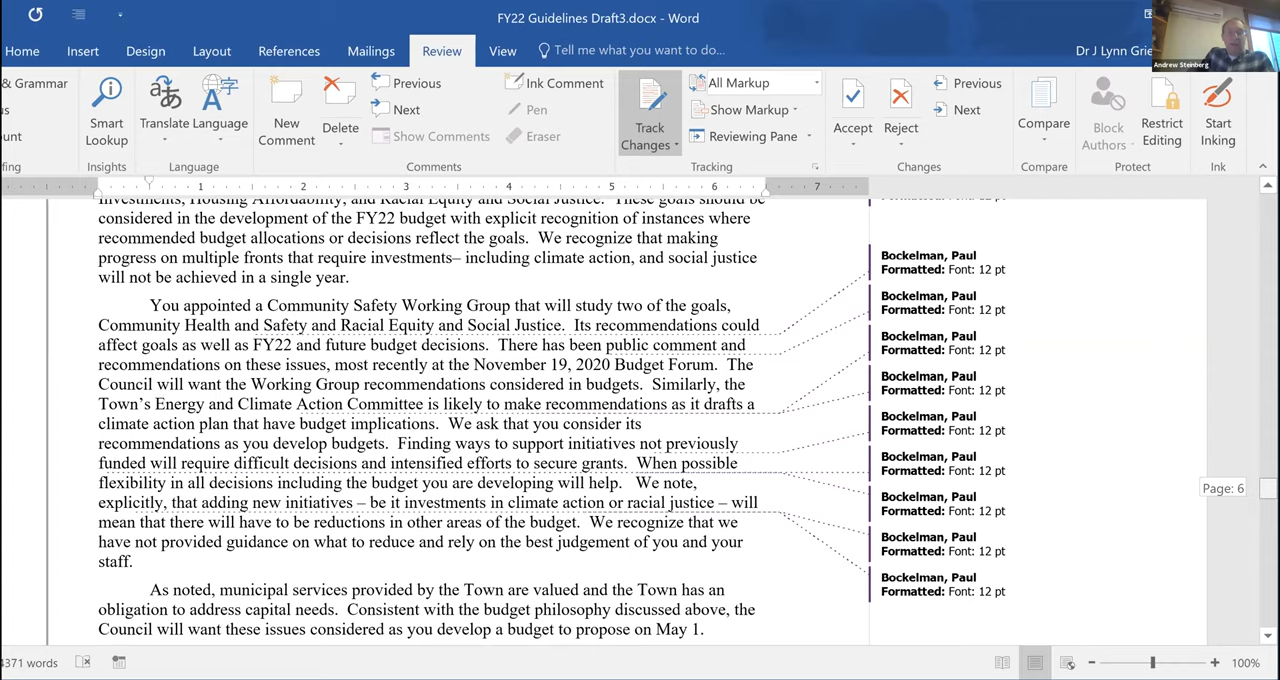 FY22 Guidelines Draft3.docx - Word
Home Insert Design Layout References Mailings Review View Tell me what you want to do... Dr J Lynn Grie
Andrew Steinberg
& Grammar
Smart Lookup
Insights
Translate Language
Language
New Comment
Delete
Previous
Next
Show Comments
Ink Comment
Pen
Eraser
Comments
Track Changes
All Markup
Show Markup
Reviewing Pane
Tracking
Accept
Reject
Previous
Next
Changes
Compare
Compare
Block Authors
Restrict Editing
Protect
Start Inking
Ink
1 2 3 4 5 6 7
Investments, Housing Affordability, and Racial Equity and Social Justice. These goals should be
considered in the development of the FY22 budget with explicit recognition of instances where
recommended budget allocations or decisions reflect the goals. We recognize that making
progress on multiple fronts that require investments– including climate action, and social justice
will not be achieved in a single year.
You appointed a Community Safety Working Group that will study two of the goals,
Community Health and Safety and Racial Equity and Social Justice. Its recommendations could
affect goals as well as FY22 and future budget decisions. There has been public comment and
recommendations on these issues, most recently at the November 19, 2020 Budget Forum. The
Council will want the Working Group recommendations considered in budgets. Similarly, the
Town's Energy and Climate Action Committee is likely to make recommendations as it drafts a
climate action plan that have budget implications. We ask that you consider its
recommendations as you develop budgets. Finding ways to support initiatives not previously
funded will require difficult decisions and intensified efforts to secure grants. When possible
flexibility in all decisions including the budget you are developing will help. We note,
explicitly, that adding new initiatives – be it investments in climate action or racial justice – will
mean that there will have to be reductions in other areas of the budget. We recognize that we
have not provided guidance on what to reduce and rely on the best judgement of you and your
staff.
As noted, municipal services provided by the Town are valued and the Town has an
obligation to address capital needs. Consistent with the budget philosophy discussed above, the
Council will want these issues considered as you develop a budget to propose on May 1.
Bockelman, Paul
Formatted: Font: 12 pt
Bockelman, Paul
Formatted: Font: 12 pt
Bockelman, Paul
Formatted: Font: 12 pt
Bockelman, Paul
Formatted: Font: 12 pt
Bockelman, Paul
Formatted: Font: 12 pt
Bockelman, Paul
Formatted: Font: 12 pt
Bockelman, Paul
Formatted: Font: 12 pt
Bockelman, Paul
Formatted: Font: 12 pt
Bockelman, Paul
Formatted: Font: 12 pt
Page: 6
4371 words
100%